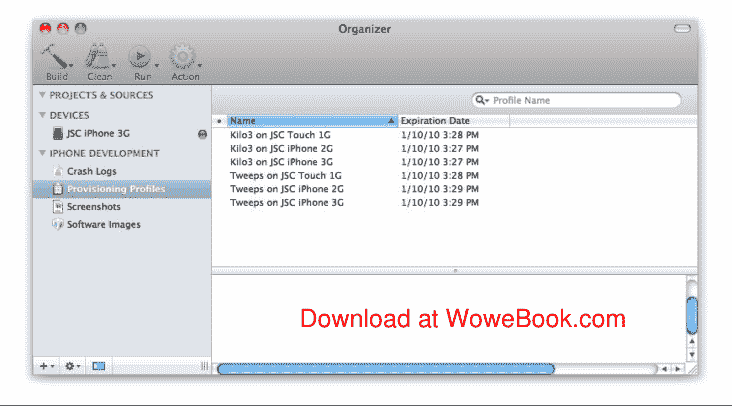 Organizer
Build Clean Run Action
PROJECTS & SOURCES
DEVICES
JSC iPhone 3G
IPHONE DEVELOPMENT
Crash Logs
Provisioning Profiles
Screenshots
Software Images
Profile Name
Name Expiration Date
Kilo3 on JSC Touch 1G 1/10/10 3:28 PM
Kilo3 on JSC iPhone 2G 1/10/10 3:27 PM
Kilo3 on JSC iPhone 3G 1/10/10 3:27 PM
Tweeps on JSC Touch 1G 1/10/10 3:28 PM
Tweeps on JSC iPhone 2G 1/10/10 3:29 PM
Tweeps on JSC iPhone 3G 1/10/10 3:29 PM
Download at WoweBook.com